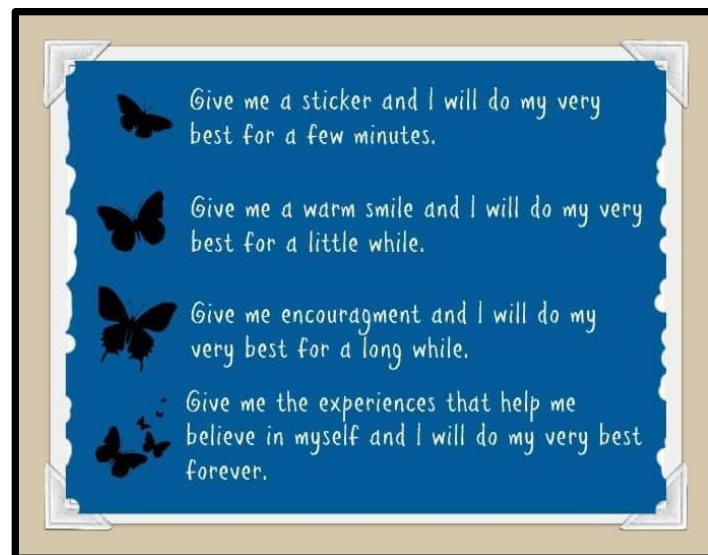 Give me a sticker and I will do my very
best for a few minutes.
Give me a warm smile and I will do my very
best for a little while.
Give me encouragment and I will do my
very best for a long while.
Give me the experiences that help me
believe in myself and I will do my very best
forever.